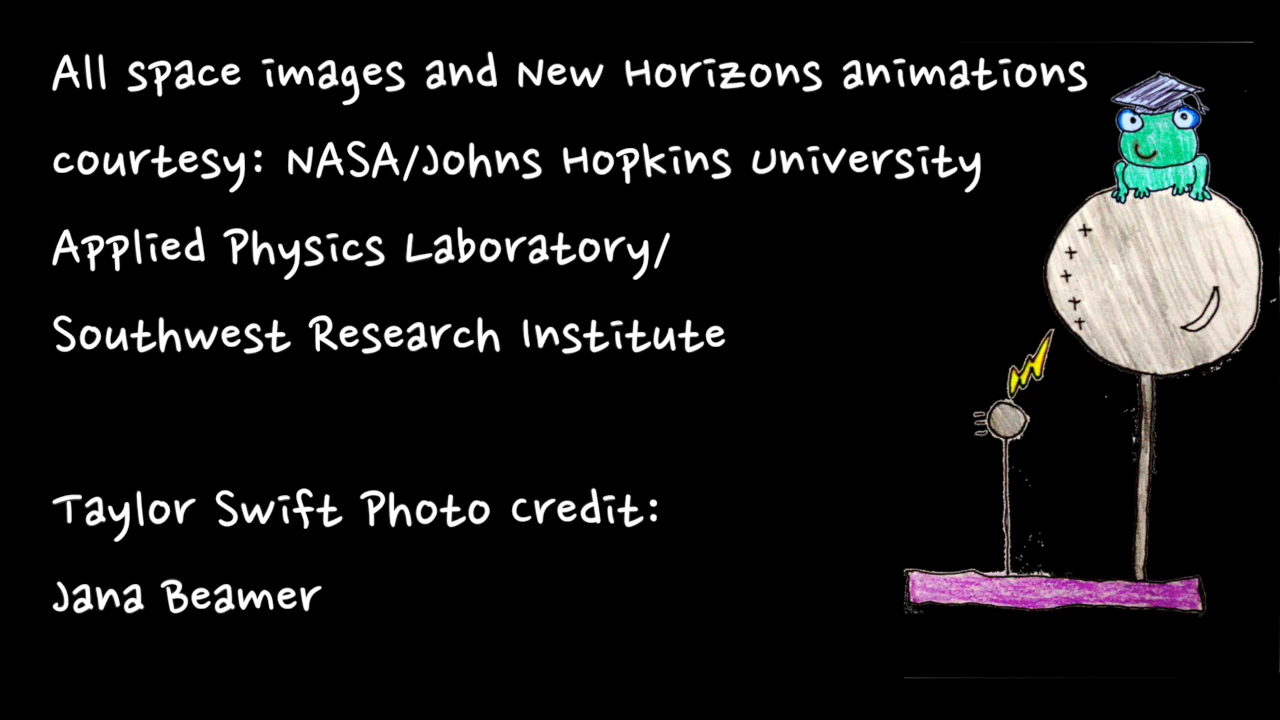 All space images and New Horizons animations
courtesy: NASA/Johns Hopkins University
Applied Physics Laboratory/
Southwest Research Institute
Taylor Swift Photo credit:
Jana Beamer
+
+
+
+
+